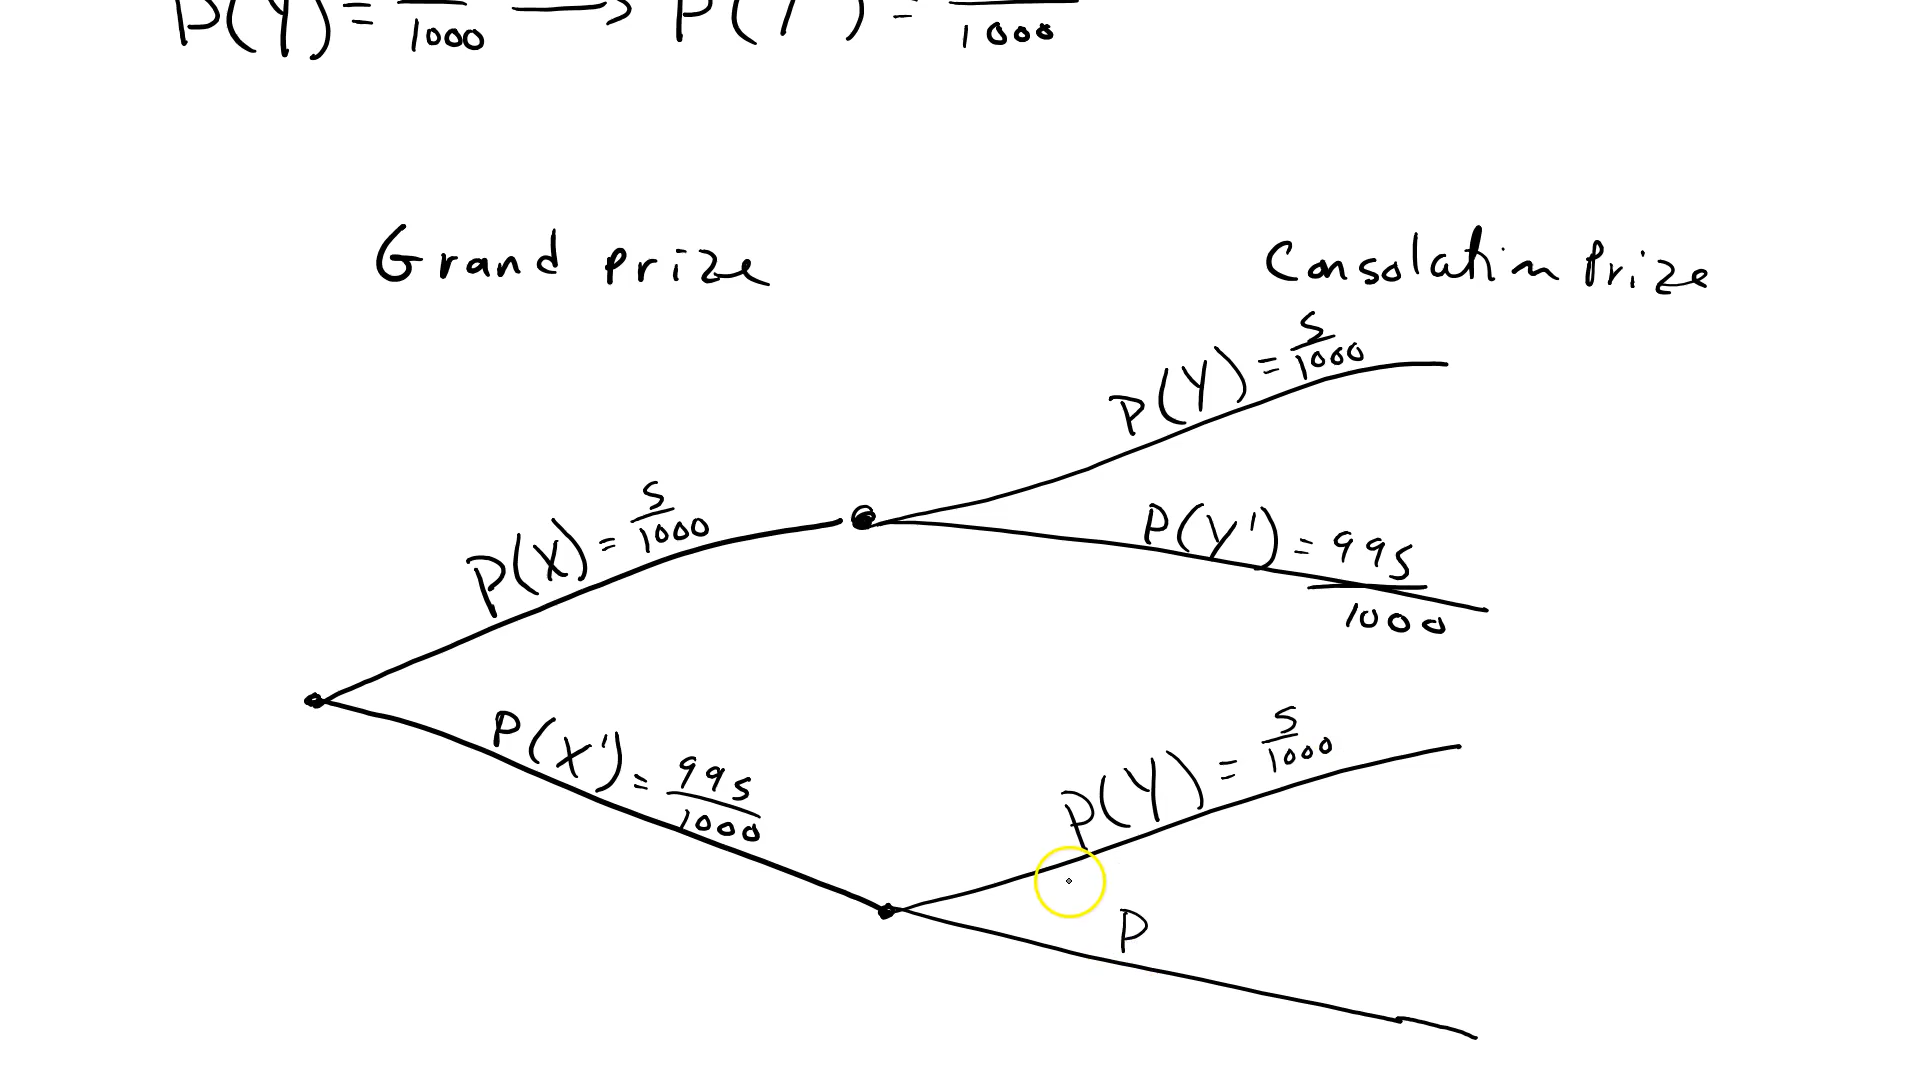 P(Y) = /1000 → P(Y') = /1000
Grand Prize
Consolation Prize
P(Y) = 5/1000
P(X) = 5/1000
P(Y') = 995/1000
P(X') = 995/1000
P(Y) = 5/1000
P